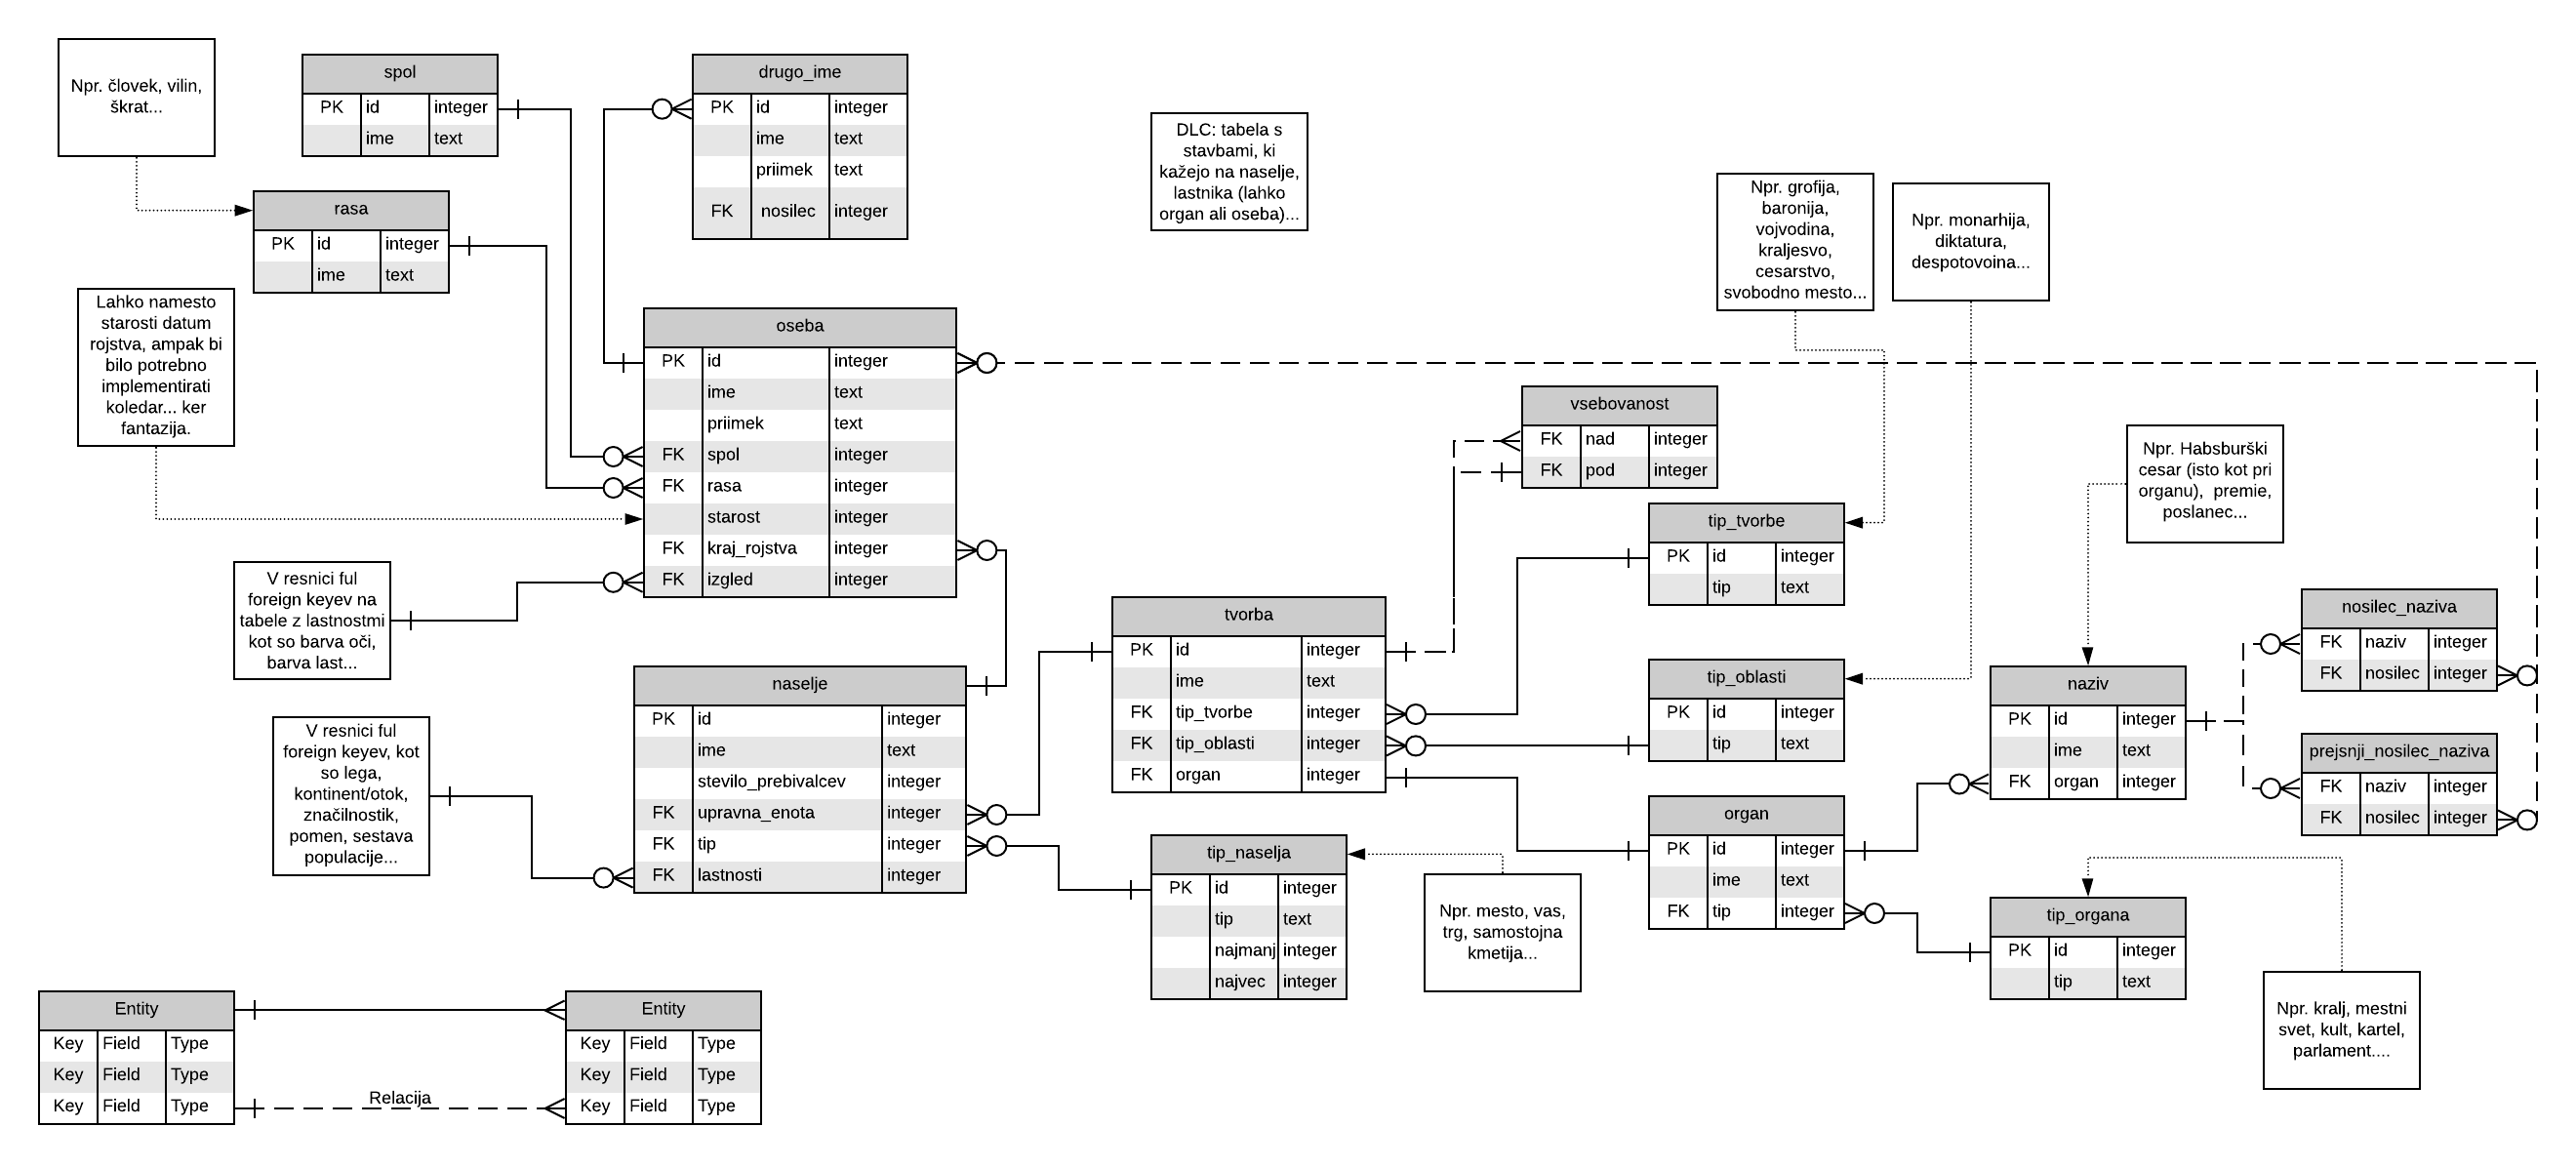 Npr. človek, vilin,
škrat...
spol
PK id integer
ime text
drugo_ime
PK id integer
ime text
priimek text
FK nosilec integer
DLC: tabela s
stavbami, ki
kažejo na naselje,
lastnika (lahko
organ ali oseba)...
Npr. grofija,
baronija,
vojvodina,
kraljesvo,
cesarstvo,
svobodno mesto...
Npr. monarhija,
diktatura,
despotovoina...
rasa
PK id integer
ime text
Lahko namesto
starosti datum
rojstva, ampak bi
bilo potrebno
implementirati
koledar... ker
fantazija.
oseba
PK id integer
ime text
priimek text
FK spol integer
FK rasa integer
starost integer
FK kraj_rojstva integer
FK izgled integer
vsebovanost
FK nad integer
FK pod integer
Npr. Habsburški
cesar (isto kot pri
organu), premie,
poslanec...
tip_tvorbe
PK id integer
tip text
V resnici ful
foreign keyev na
tabele z lastnostmi
kot so barva oči,
barva last...
tvorba
PK id integer
ime text
FK tip_tvorbe integer
FK tip_oblasti integer
FK organ integer
tip_oblasti
PK id integer
tip text
nosilec_naziva
FK naziv integer
FK nosilec integer
naziv
PK id integer
ime text
FK organ integer
prejsnji_nosilec_naziva
FK naziv integer
FK nosilec integer
naselje
PK id integer
ime text
stevilo_prebivalcev integer
FK upravna_enota integer
FK tip integer
FK lastnosti integer
V resnici ful
foreign keyev, kot
so lega,
kontinent/otok,
značilnostik,
pomen, sestava
populacije...
tip_naselja
PK id integer
tip text
najmanj integer
najvec integer
Npr. mesto, vas,
trg, samostojna
kmetija...
organ
PK id integer
ime text
FK tip integer
tip_organa
PK id integer
tip text
Npr. kralj, mestni
svet, kult, kartel,
parlament....
Entity
Key Field Type
Key Field Type
Key Field Type
Relacija
Entity
Key Field Type
Key Field Type
Key Field Type